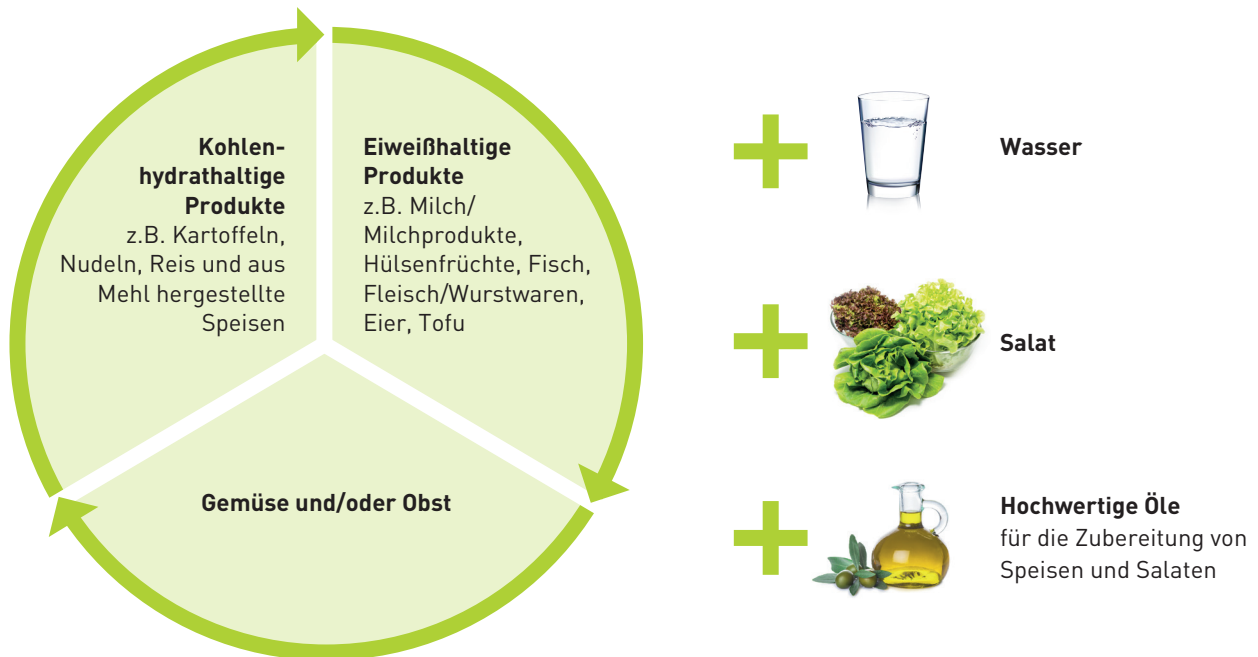 Kohlen-
hydrathaltige
Produkte
z.B. Kartoffeln,
Nudeln, Reis und aus
Mehl hergestellte
Speisen
Eiweißhaltige
Produkte
z.B. Milch/
Milchprodukte,
Hülsenfrüchte, Fisch,
Fleisch/Wurstwaren,
Eier, Tofu
Gemüse und/oder Obst
Wasser
Salat
Hochwertige Öle
für die Zubereitung von
Speisen und Salaten